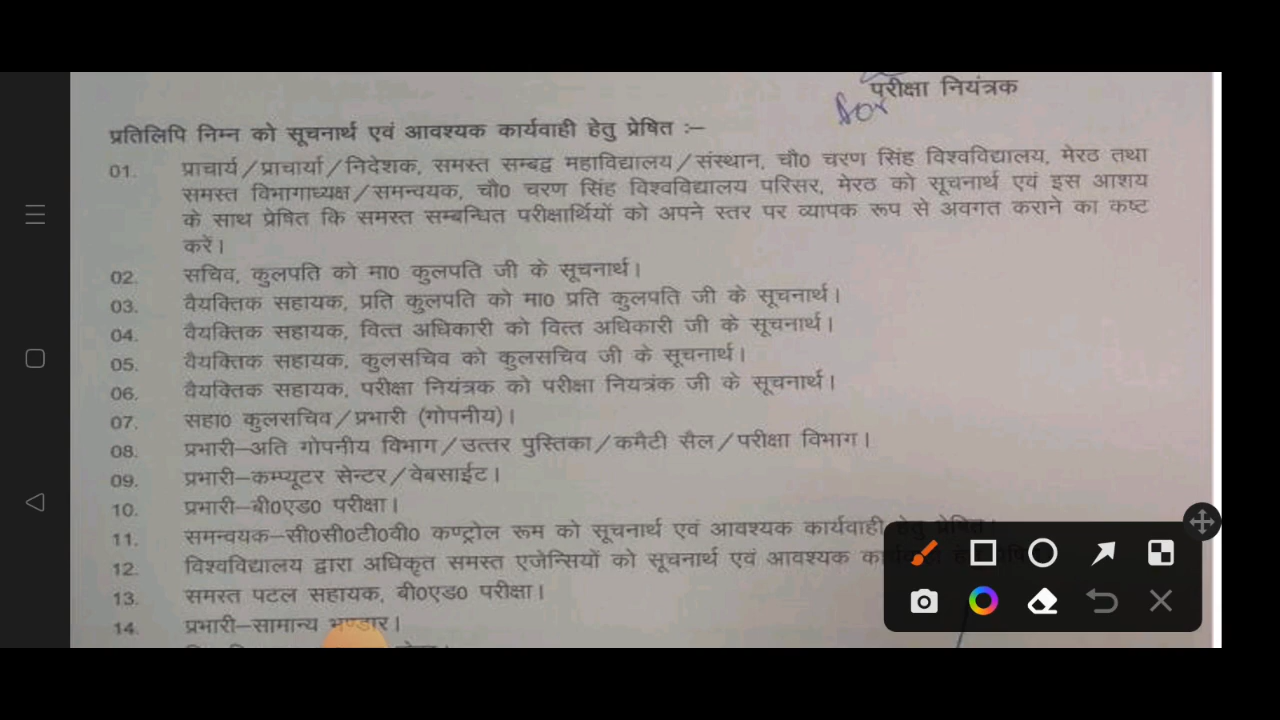 परीक्षा नियंत्रक
प्रतिलिपि निम्न को सूचनार्थ एवं आवश्यक कार्यवाही हेतु प्रेषित :–
01. प्राचार्य/प्राचार्या/निदेशक, समस्त सम्बद्व महाविद्यालय/संस्थान, चौ0 चरण सिंह विश्वविद्यालय, मेरठ तथा
समस्त विभागाध्यक्ष/समन्वयक, चौ0 चरण सिंह विश्वविद्यालय परिसर, मेरठ को सूचनार्थ एवं इस आशय
के साथ प्रेषित कि समस्त सम्बन्धित परीक्षार्थियों को अपने स्तर पर व्यापक रूप से अवगत कराने का कष्ट
करें।
02. सचिव, कुलपति को मा0 कुलपति जी के सूचनार्थ।
03. वैयक्तिक सहायक, प्रति कुलपति को मा0 प्रति कुलपति जी के सूचनार्थ।
04. वैयक्तिक सहायक, वित्त अधिकारी को वित्त अधिकारी जी के सूचनार्थ।
05. वैयक्तिक सहायक, कुलसचिव को कुलसचिव जी के सूचनार्थ।
06. वैयक्तिक सहायक, परीक्षा नियंत्रक को परीक्षा नियत्रंक जी के सूचनार्थ।
07. सहा0 कुलसचिव/प्रभारी (गोपनीय)।
08. प्रभारी–अति गोपनीय विभाग/उत्तर पुस्तिका/कमैटी सैल/परीक्षा विभाग।
09. प्रभारी–कम्प्यूटर सेन्टर/वेबसाईट।
10. प्रभारी–बी0एड0 परीक्षा।
11. समन्वयक–सी0सी0टी0वी0 कण्ट्रोल रूम को सूचनार्थ एवं आवश्यक कार्यवाही हेतु प्रेषित।
12. विश्वविद्यालय द्वारा अधिकृत समस्त एजेन्सियों को सूचनार्थ एवं आवश्यक
13. समस्त पटल सहायक, बी0एड0 परीक्षा।
14. प्रभारी–सामान्य भण्डार।